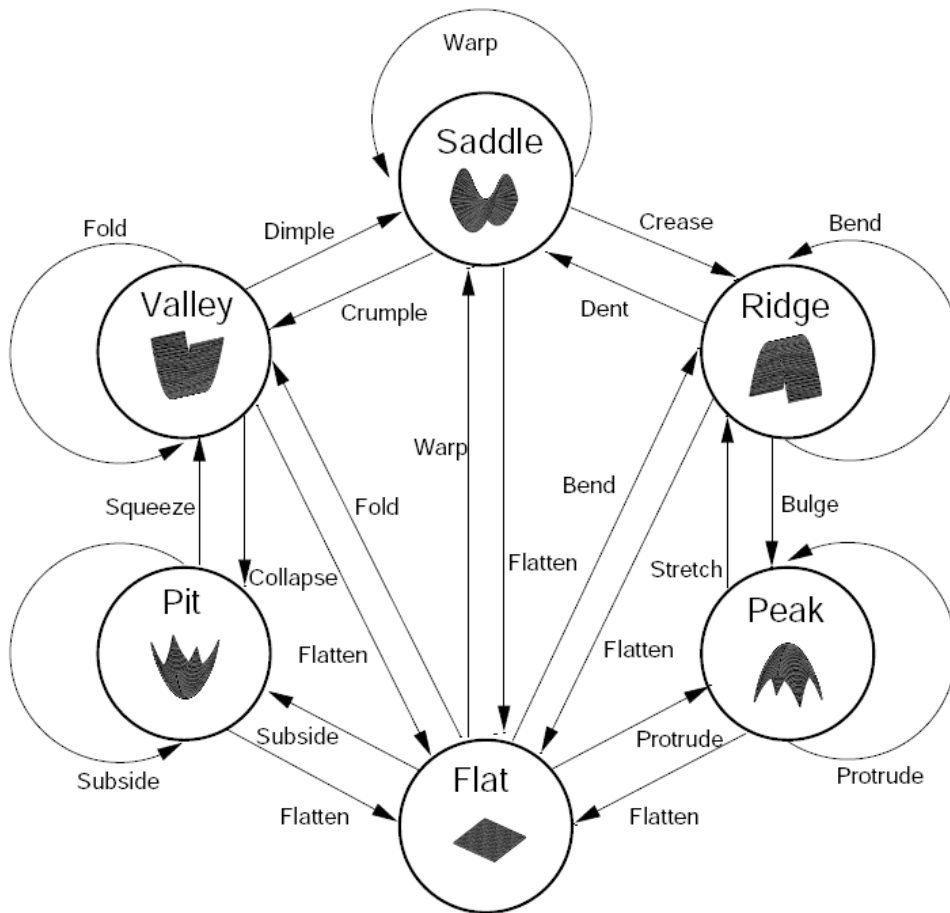 Warp
Saddle
Fold
Dimple
Crease
Bend
Valley
Crumple
Dent
Ridge
Warp
Squeeze
Fold
Bend
Bulge
Collapse
Flatten
Stretch
Pit
Peak
Flatten
Flatten
Subside
Protrude
Subside
Flat
Protrude
Flatten
Flatten